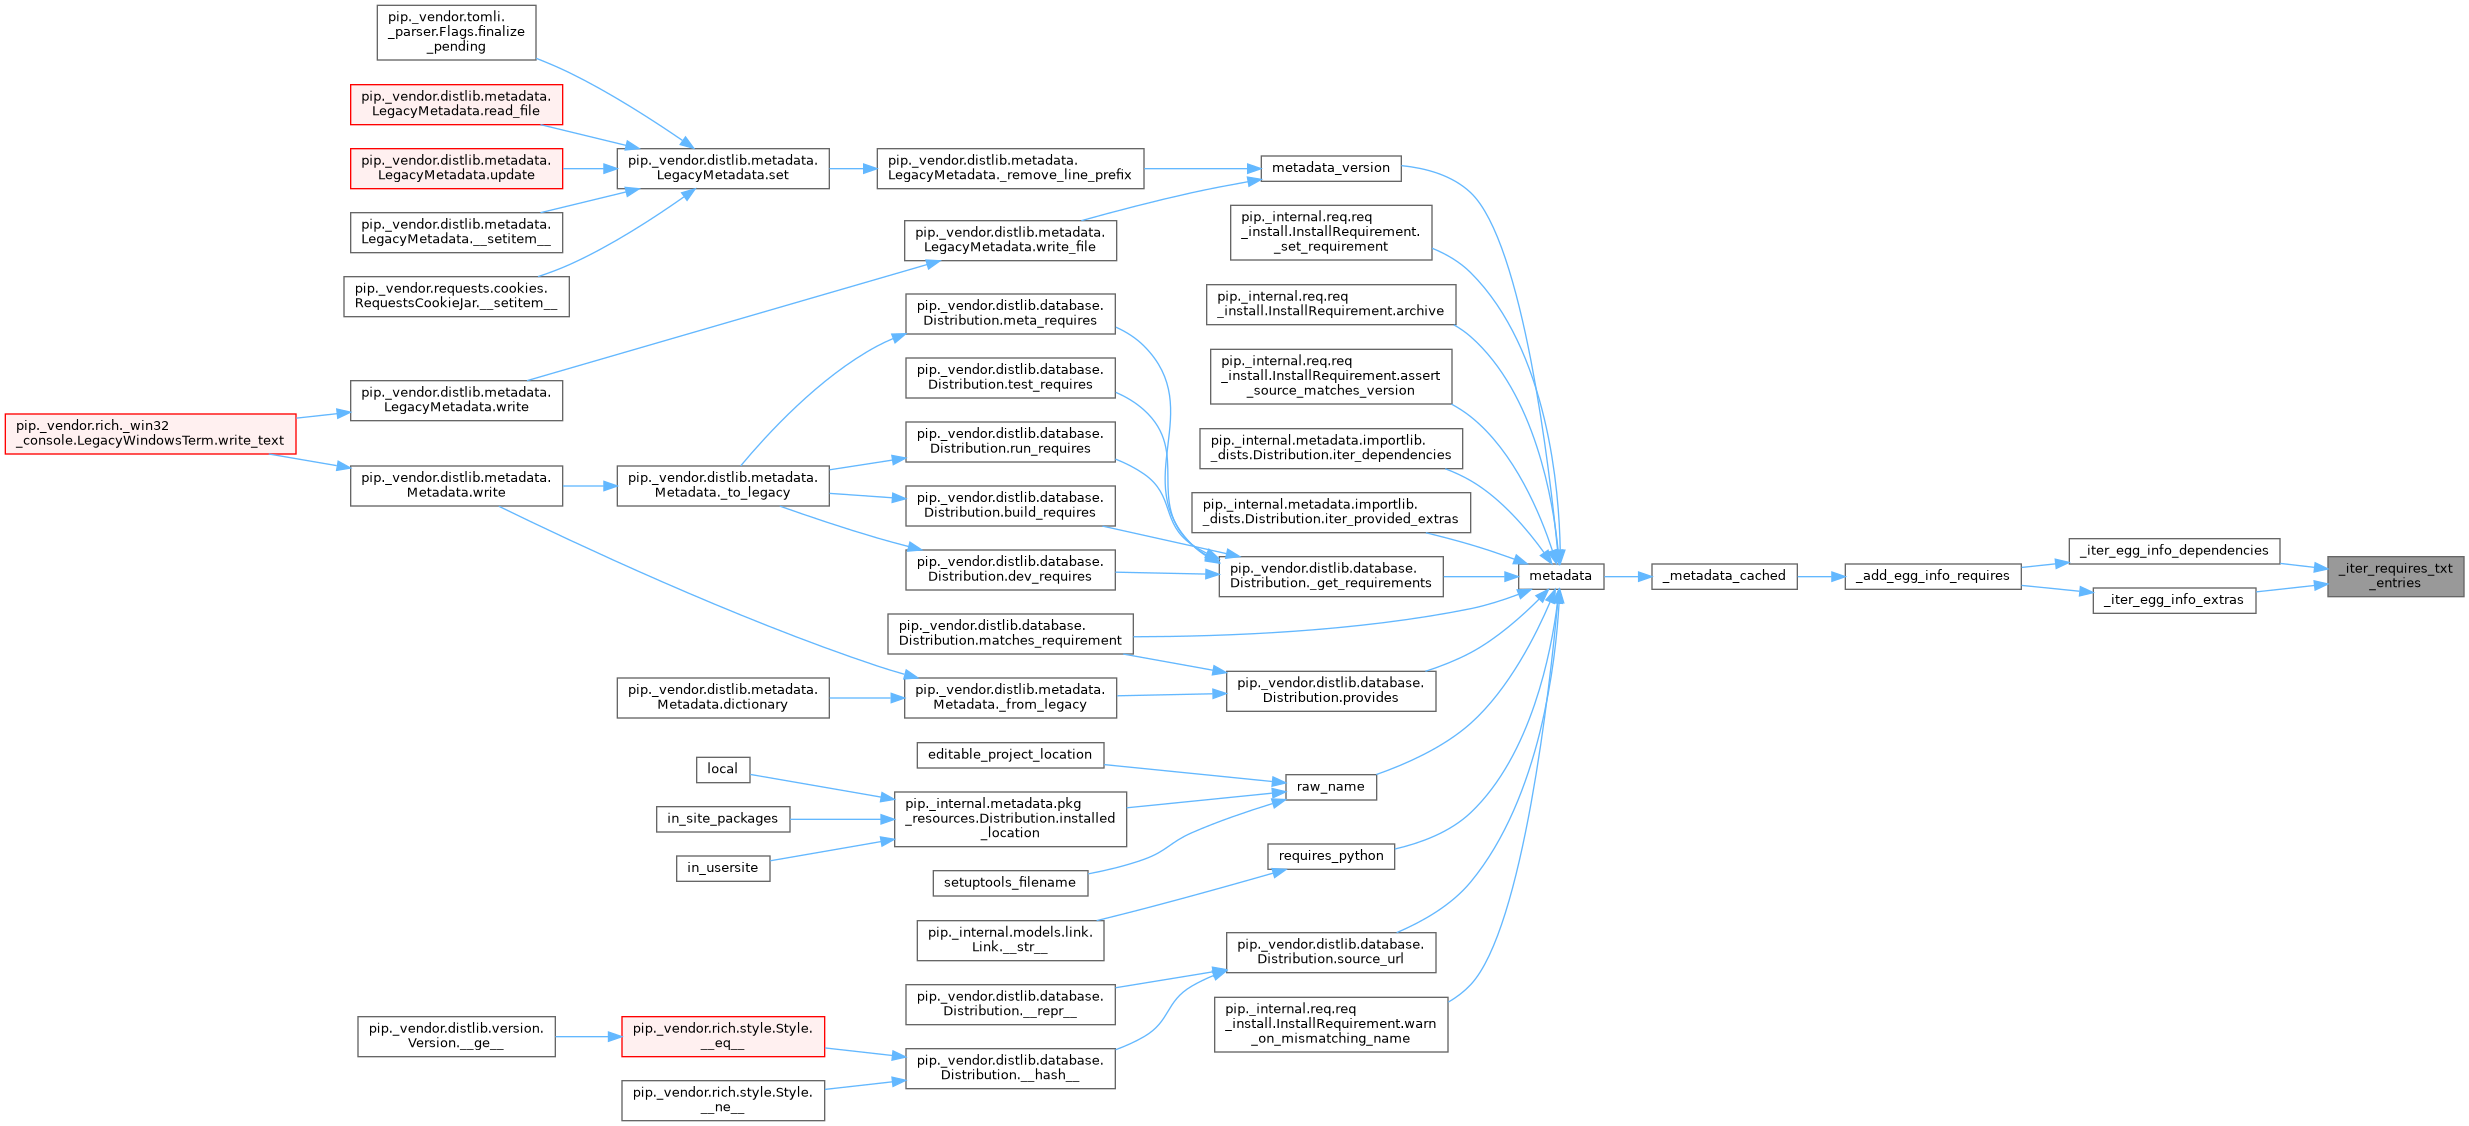 pip._vendor.tomli.
_parser.Flags.finalize
_pending
pip._vendor.distlib.metadata.
LegacyMetadata.read_file
pip._vendor.distlib.metadata.
LegacyMetadata.update
pip._vendor.distlib.metadata.
LegacyMetadata.__setitem__
pip._vendor.requests.cookies.
RequestsCookieJar.__setitem__
pip._vendor.distlib.metadata.
LegacyMetadata.set
pip._vendor.distlib.metadata.
LegacyMetadata._remove_line_prefix
metadata_version
pip._vendor.distlib.metadata.
LegacyMetadata.write_file
pip._vendor.distlib.metadata.
LegacyMetadata.write
pip._vendor.rich._win32
_console.LegacyWindowsTerm.write_text
pip._vendor.distlib.metadata.
Metadata.write
pip._vendor.distlib.metadata.
Metadata._to_legacy
pip._vendor.distlib.database.
Distribution.meta_requires
pip._vendor.distlib.database.
Distribution.test_requires
pip._vendor.distlib.database.
Distribution.run_requires
pip._vendor.distlib.database.
Distribution.build_requires
pip._vendor.distlib.database.
Distribution.dev_requires
pip._internal.req.req
_install.InstallRequirement.
_set_requirement
pip._internal.req.req
_install.InstallRequirement.archive
pip._internal.req.req
_install.InstallRequirement.assert
_source_matches_version
pip._internal.metadata.importlib.
_dists.Distribution.iter_dependencies
pip._internal.metadata.importlib.
_dists.Distribution.iter_provided_extras
pip._vendor.distlib.database.
Distribution._get_requirements
metadata
_metadata_cached
_add_egg_info_requires
_iter_egg_info_dependencies
_iter_egg_info_extras
_iter_requires_txt
_entries
pip._vendor.distlib.database.
Distribution.matches_requirement
pip._vendor.distlib.database.
Distribution.provides
pip._vendor.distlib.metadata.
Metadata._from_legacy
pip._vendor.distlib.metadata.
Metadata.dictionary
editable_project_location
raw_name
local
in_site_packages
in_usersite
pip._internal.metadata.pkg
_resources.Distribution.installed
_location
setuptools_filename
requires_python
pip._internal.models.link.
Link.__str__
pip._vendor.distlib.database.
Distribution.source_url
pip._vendor.distlib.database.
Distribution.__repr__
pip._internal.req.req
_install.InstallRequirement.warn
_on_mismatching_name
pip._vendor.distlib.version.
Version.__ge__
pip._vendor.rich.style.Style.
__eq__
pip._vendor.distlib.database.
Distribution.__hash__
pip._vendor.rich.style.Style.
__ne__